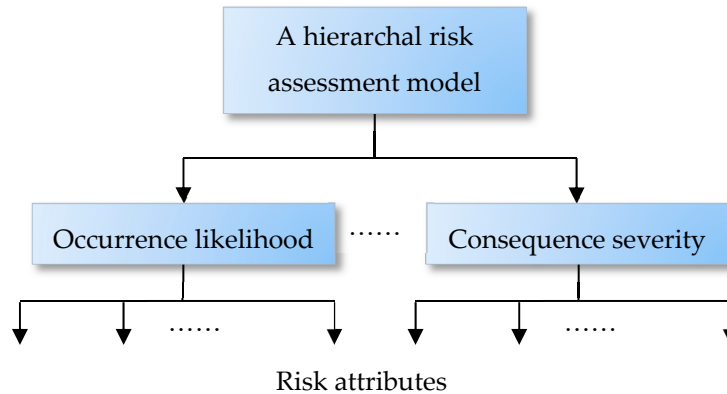 A hierarchal risk
assessment model
Occurrence likelihood
……
Consequence severity
……
……
Risk attributes